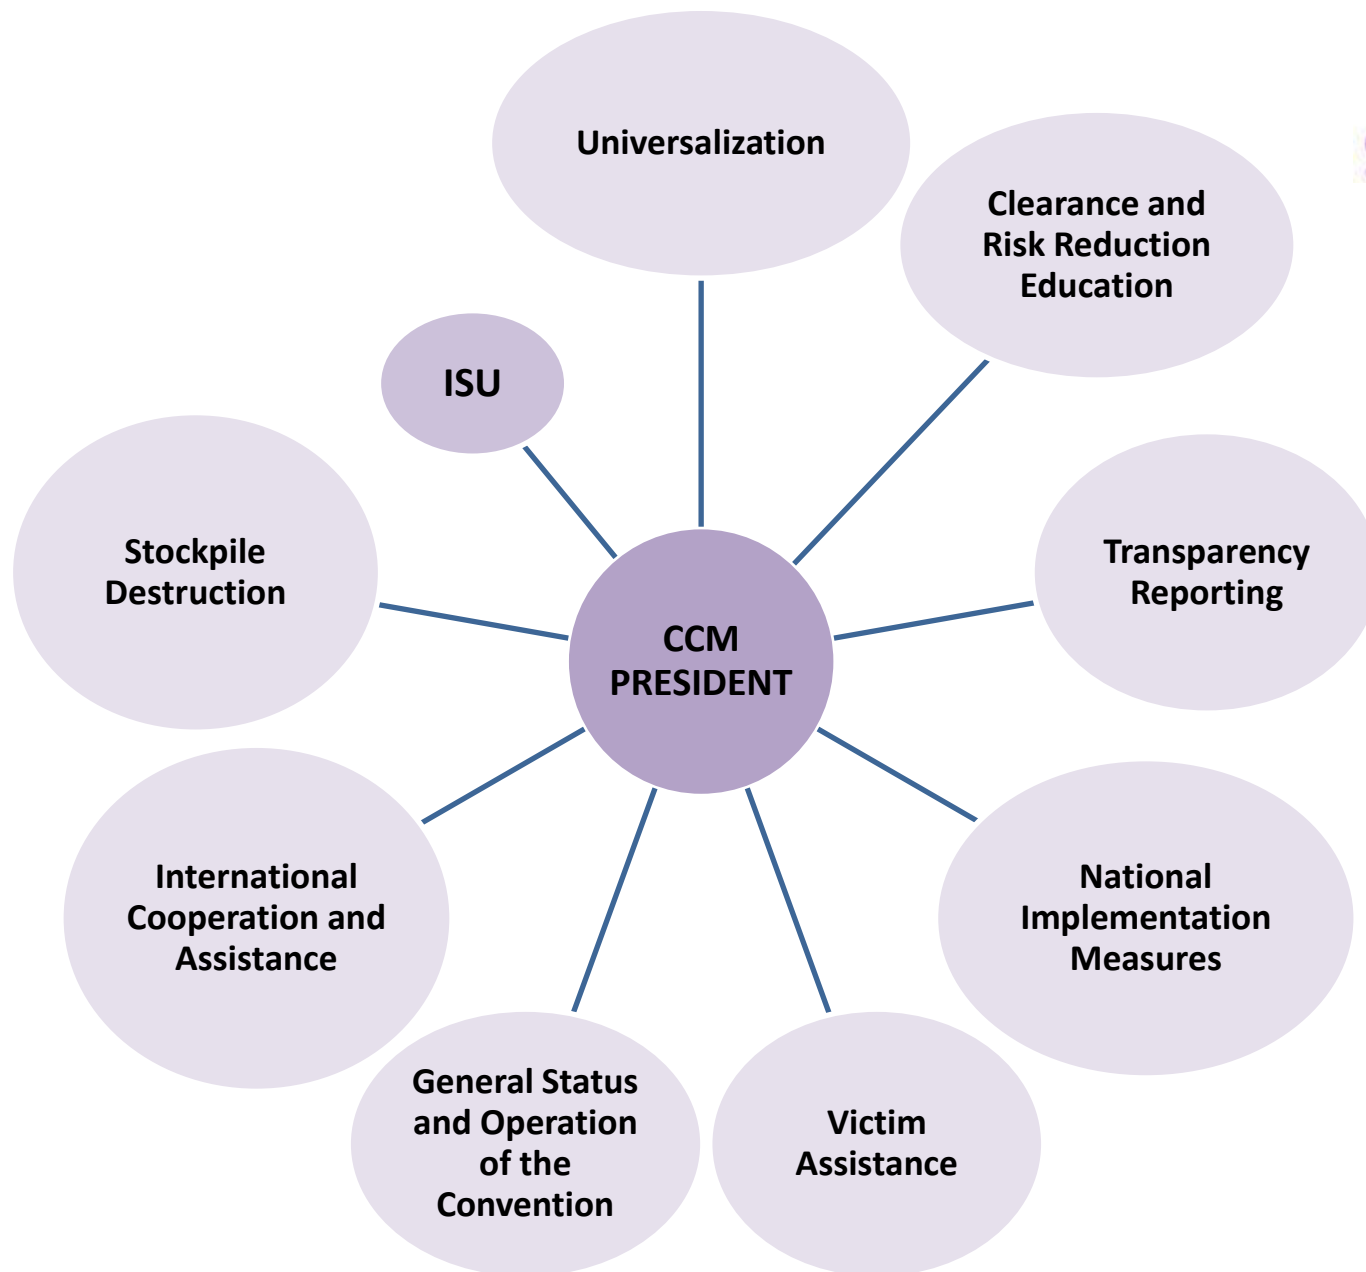 Universalization
Clearance and
Risk Reduction
Education
ISU
Stockpile
Destruction
Transparency
Reporting
CCM
PRESIDENT
International
Cooperation and
Assistance
National
Implementation
Measures
General Status
and Operation
of the
Convention
Victim
Assistance